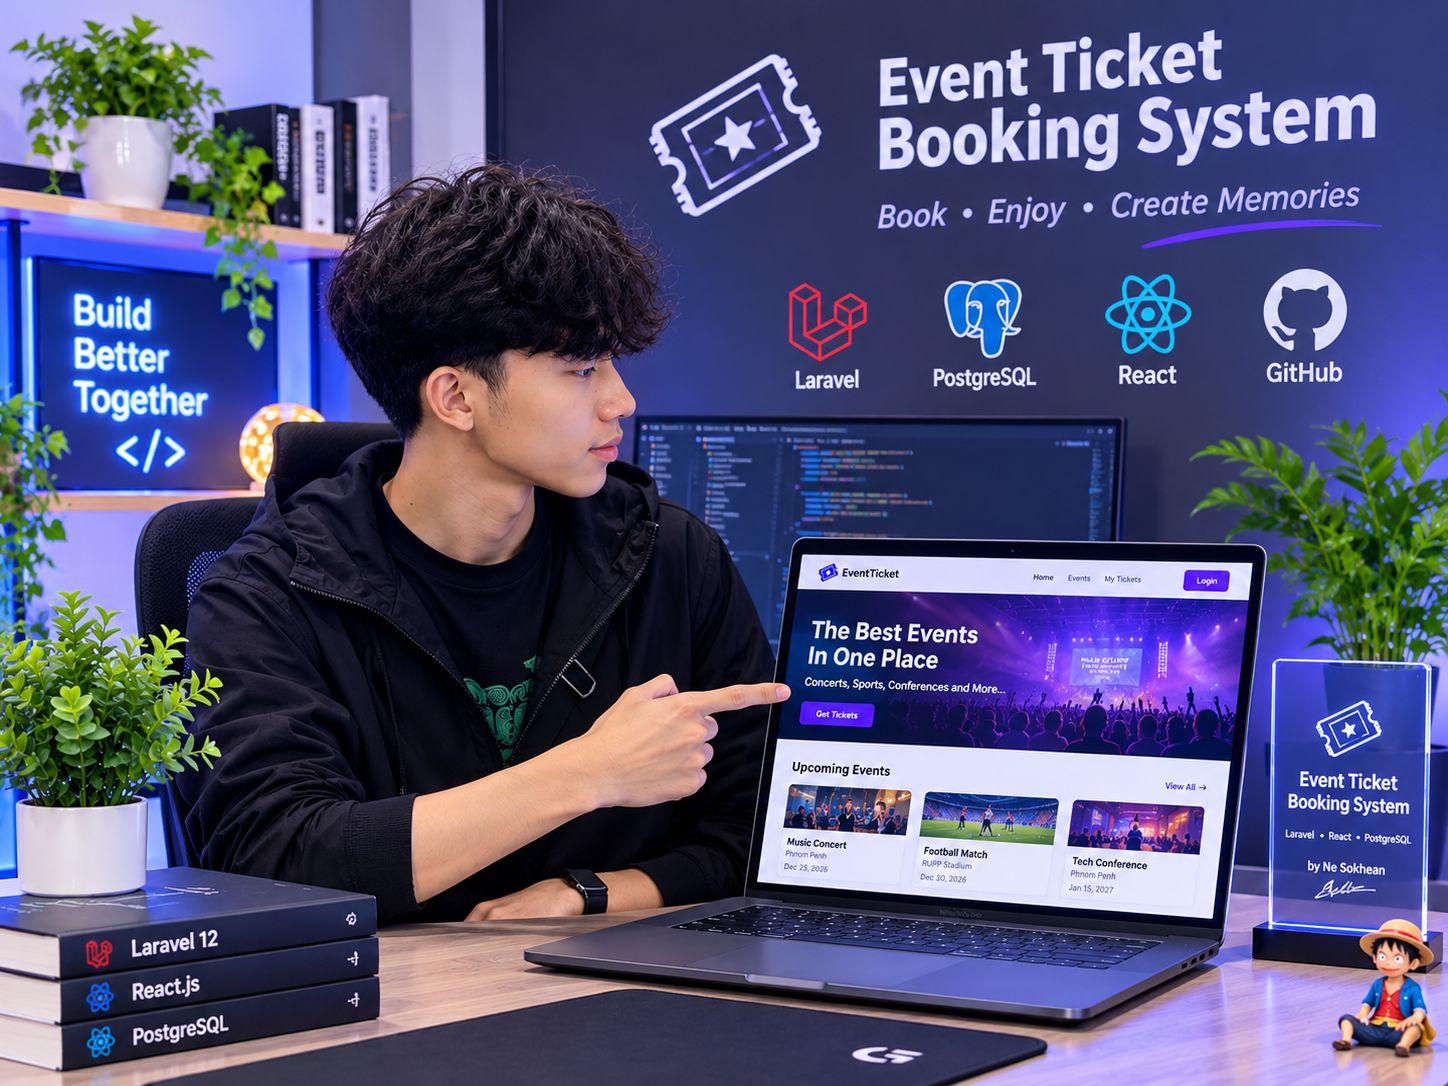 Event Ticket
Booking System
Book • Enjoy • Create Memories
Laravel
PostgreSQL
React
GitHub
Build
Better
Together
</>
EventTicket
Home
Events
My Tickets
Login
The Best Events
In One Place
Concerts, Sports, Conferences and More...
Get Tickets
Upcoming Events
View All →
Music Concert
Phnom Penh
Dec 25, 2026
Football Match
RUPP Stadium
Dec 30, 2026
Tech Conference
Phnom Penh
Jan 15, 2027
Event Ticket
Booking System
Laravel • React • PostgreSQL
by Ne Sokhean
Laravel 12
React.js
PostgreSQL